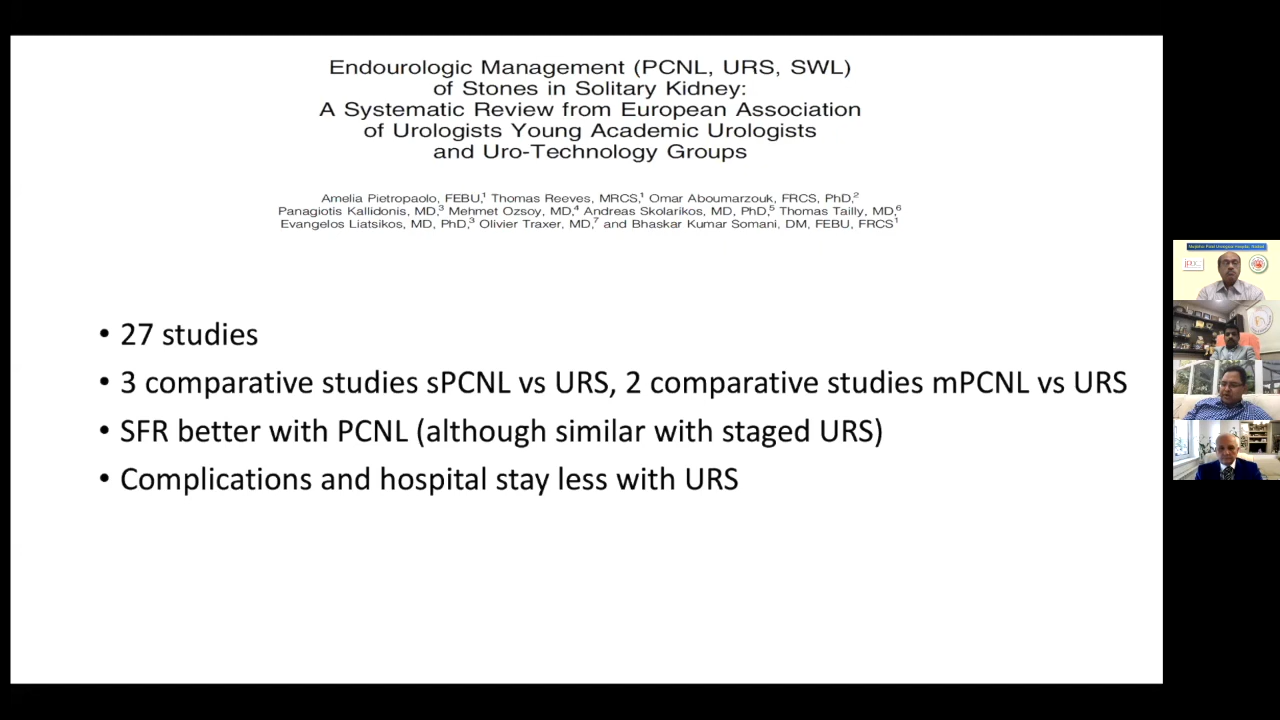 Endourologic Management (PCNL, URS, SWL)
of Stones in Solitary Kidney:
A Systematic Review from European Association
of Urologists Young Academic Urologists
and Uro-Technology Groups
Amelia Pietropaolo, FEBU,1 Thomas Reeves, MRCS,1 Omar Aboumarzouk, FRCS, PhD,2
Panagiotis Kallidonis, MD,3 Mehmet Ozsoy, MD,4 Andreas Skolarikos, MD, PhD,5 Thomas Tailly, MD,6
Evangelos Liatsikos, MD, PhD,3 Olivier Traxer, MD,7 and Bhaskar Kumar Somani, DM, FEBU, FRCS1
• 27 studies
• 3 comparative studies sPCNL vs URS, 2 comparative studies mPCNL vs URS
• SFR better with PCNL (although similar with staged URS)
• Complications and hospital stay less with URS